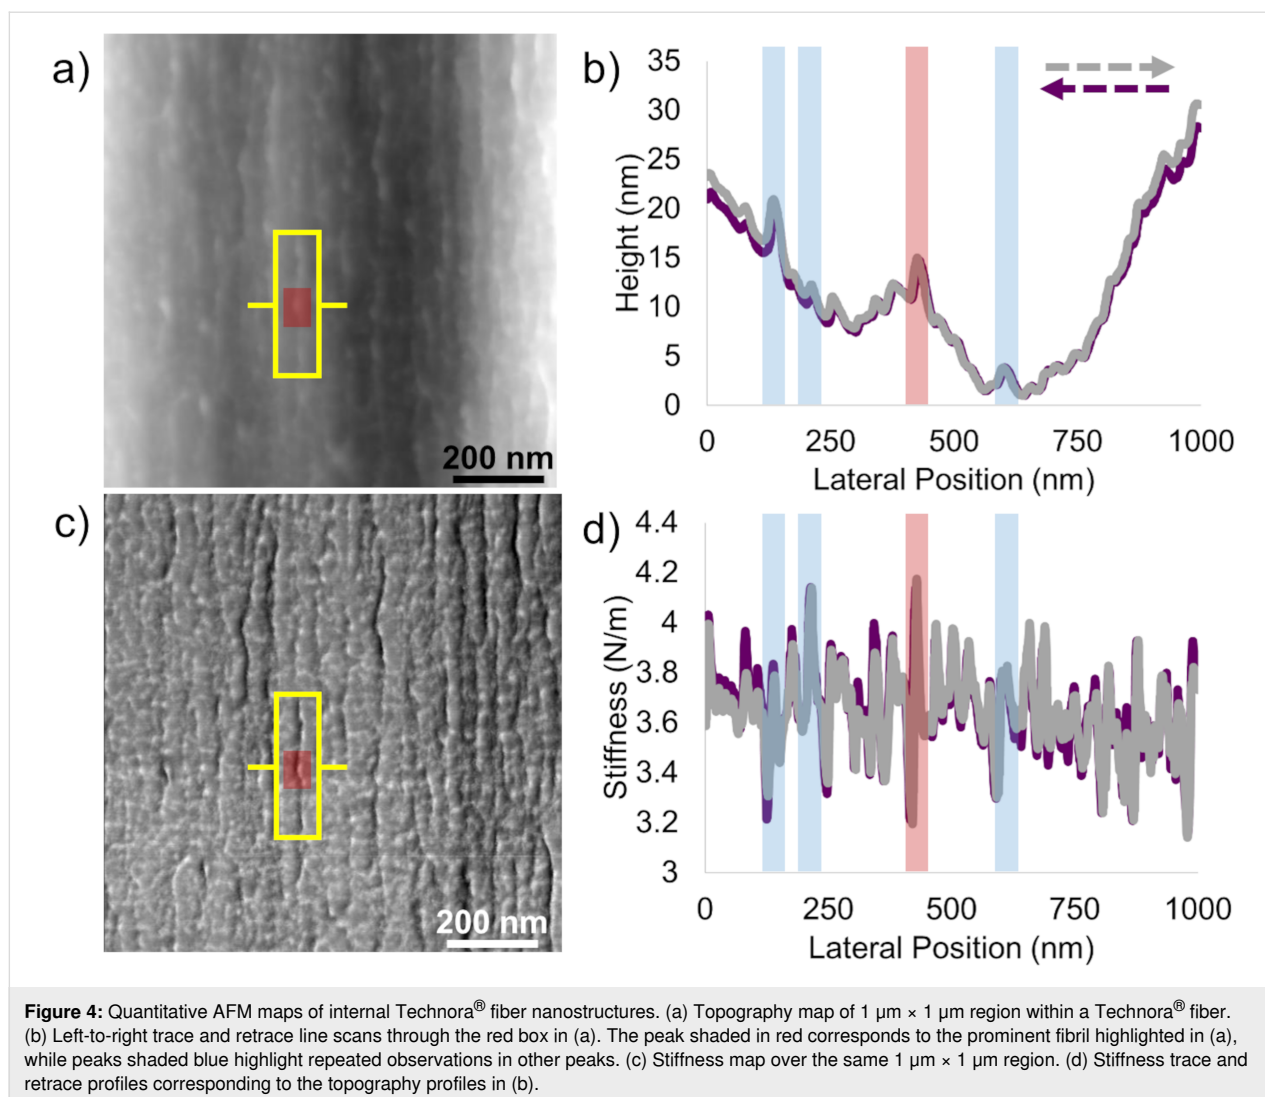 a)
200 nm
b)
35
30
25
20
15
10
5
0
Height (nm)
0 250 500 750 1000
Lateral Position (nm)
c)
200 nm
d)
4.4
4.2
4
3.8
3.6
3.4
3.2
3
Stiffness (N/m)
0 250 500 750 1000
Lateral Position (nm)
Figure 4: Quantitative AFM maps of internal Technora® fiber nanostructures. (a) Topography map of 1 μm × 1 μm region within a Technora® fiber.
(b) Left-to-right trace and retrace line scans through the red box in (a). The peak shaded in red corresponds to the prominent fibril highlighted in (a),
while peaks shaded blue highlight repeated observations in other peaks. (c) Stiffness map over the same 1 μm × 1 μm region. (d) Stiffness trace and
retrace profiles corresponding to the topography profiles in (b).